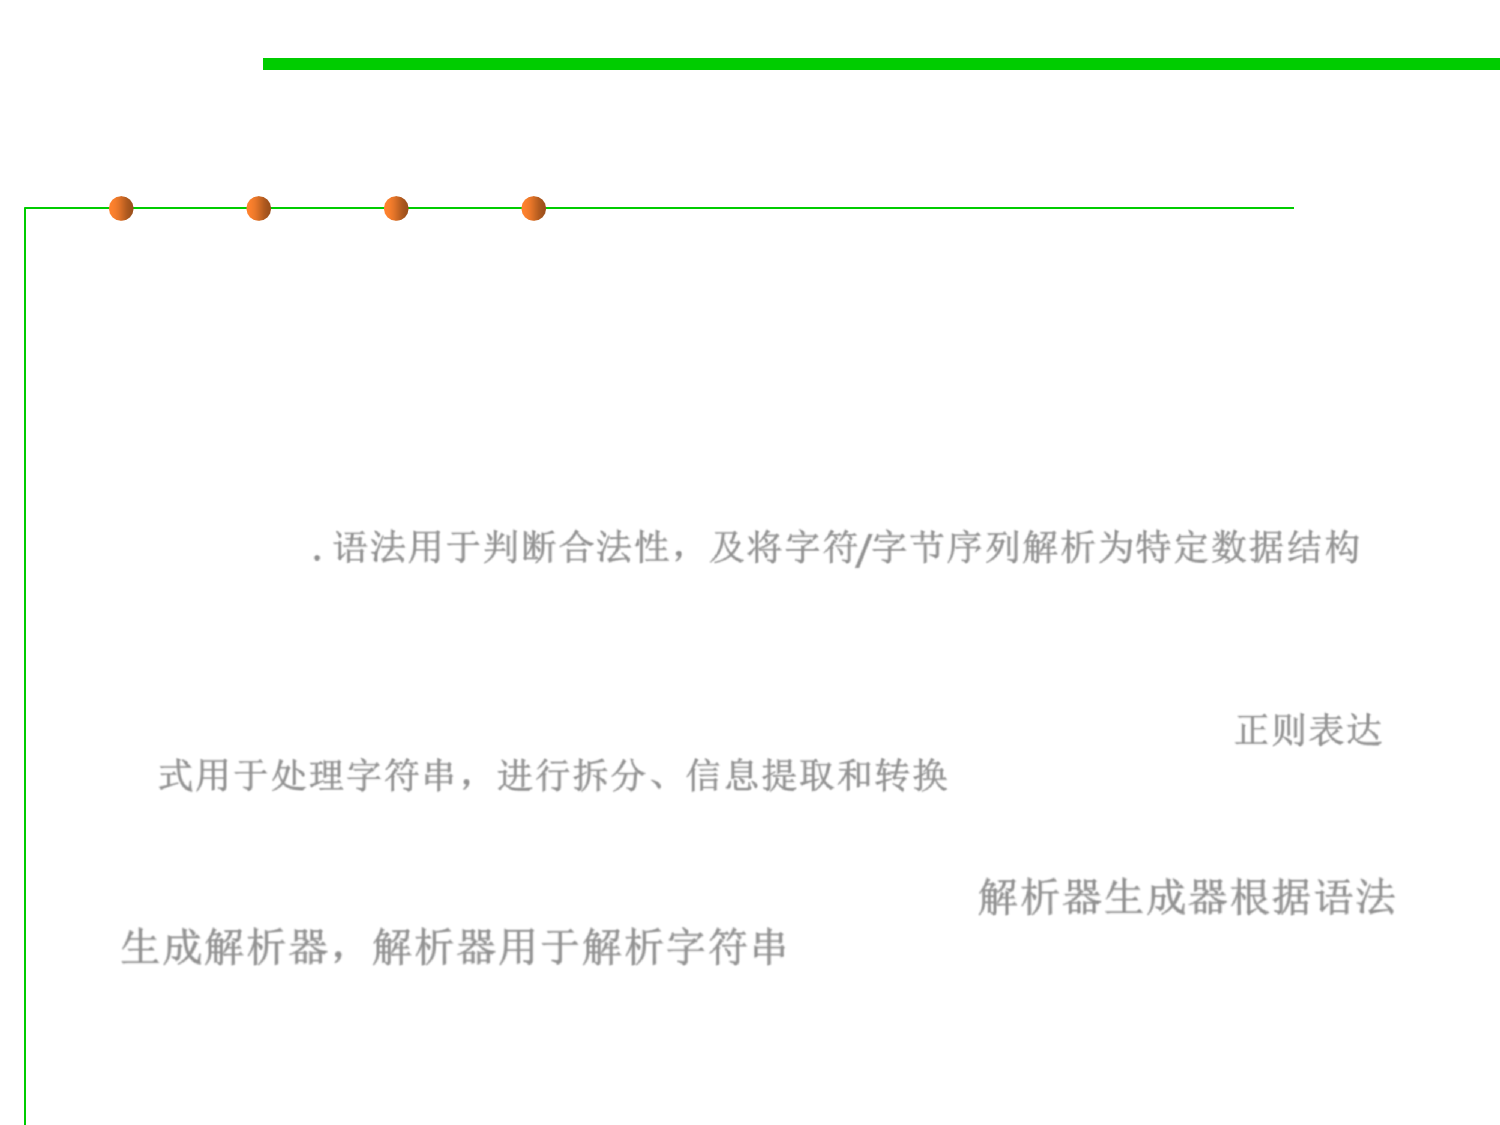 . 语法用于判断合法性，及将字符/字节序列解析为特定数据结构
正则表达
式用于处理字符串，进行拆分、信息提取和转换
解析器生成器根据语法
生成解析器，解析器用于解析字符串